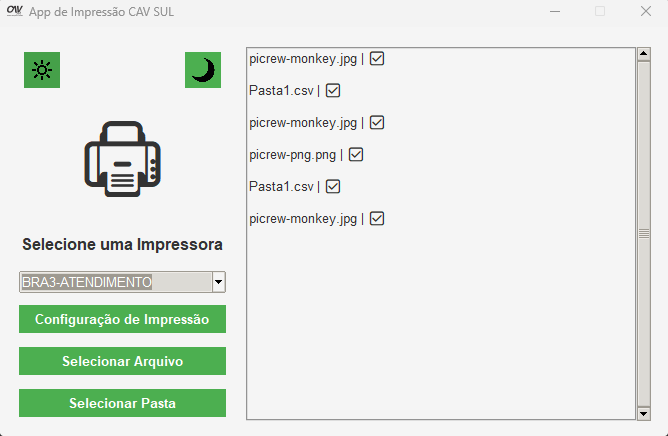 CAV App de Impressão CAV SUL
Selecione uma Impressora
BRA3-ATENDIMENTO
Configuração de Impressão
Selecionar Arquivo
Selecionar Pasta
picrew-monkey.jpg |
Pasta1.csv |
picrew-monkey.jpg |
picrew-png.png |
Pasta1.csv |
picrew-monkey.jpg |